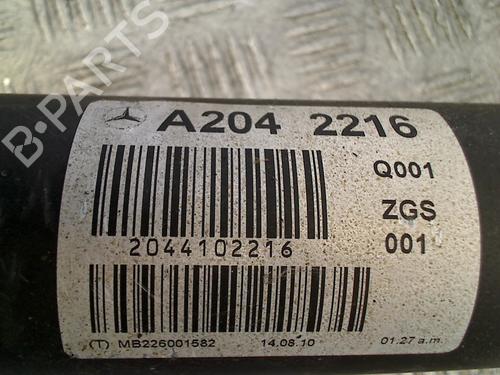 A204 2216
Q001
ZGS
001
2044102216
(T) MB226001582 14.08.10 01.27 a.m.
B-PARTS